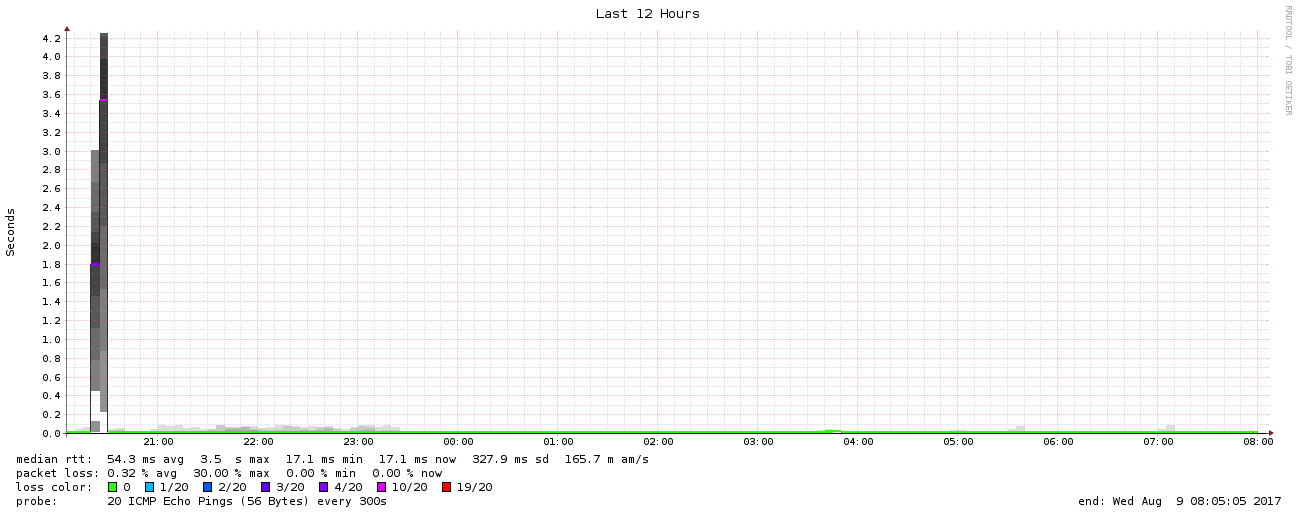 Last 12 Hours
RRDTOOL / TOBI OETIKER
Seconds
4.2
4.0
3.8
3.6
3.4
3.2
3.0
2.8
2.6
2.4
2.2
2.0
1.8
1.6
1.4
1.2
1.0
0.8
0.6
0.4
0.2
0.0
21:00 22:00 23:00 00:00 01:00 02:00 03:00 04:00 05:00 06:00 07:00 08:00
median rtt: 54.3 ms avg 3.5 s max 17.1 ms min 17.1 ms now 327.9 ms sd 165.7 m am/s
packet loss: 0.32 % avg 30.00 % max 0.00 % min 0.00 % now
loss color: 0 1/20 2/20 3/20 4/20 10/20 19/20
probe: 20 ICMP Echo Pings (56 Bytes) every 300s end: Wed Aug 9 08:05:05 2017